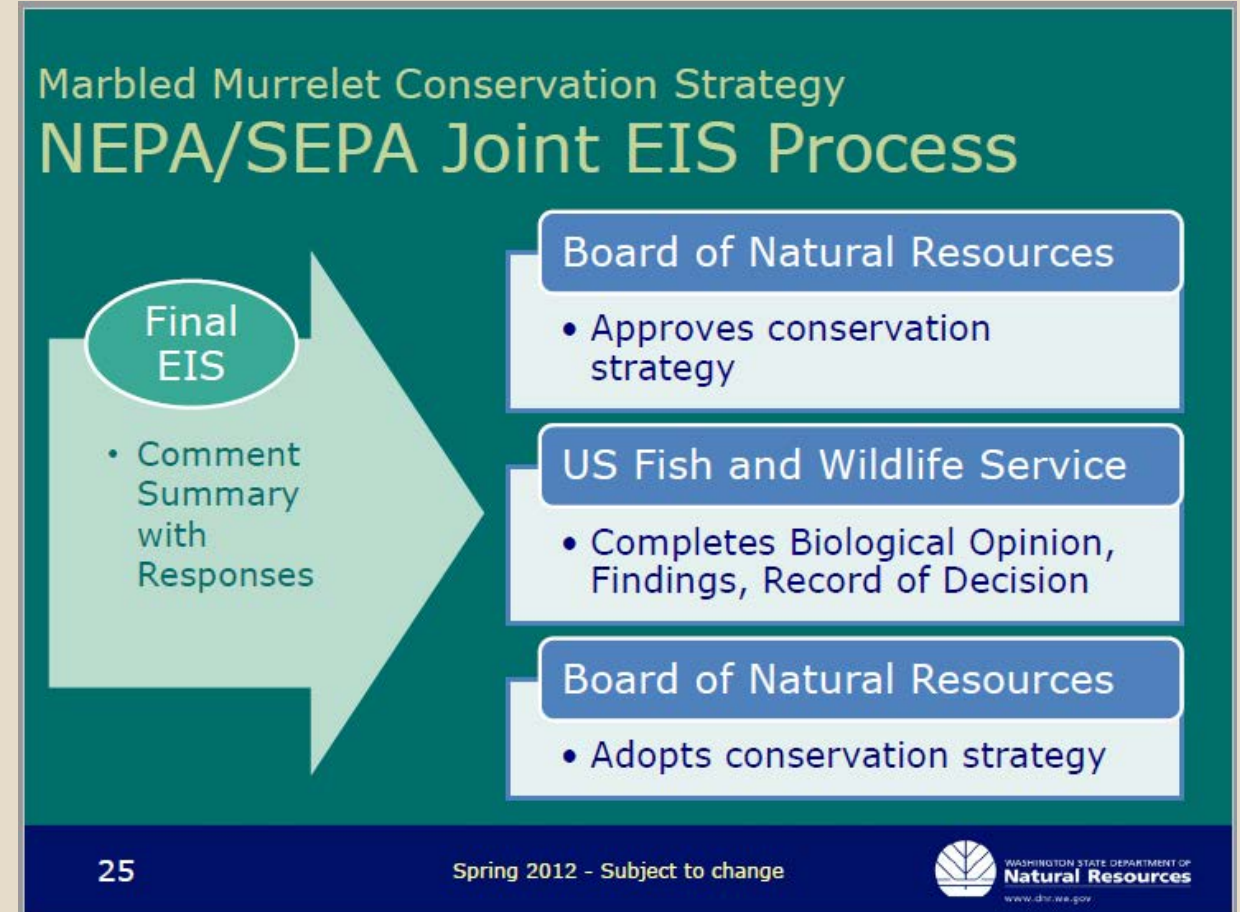 Marbled Murrelet Conservation Strategy
NEPA/SEPA Joint EIS Process
Final
EIS
• Comment
Summary
with
Responses
Board of Natural Resources
• Approves conservation
strategy
US Fish and Wildlife Service
• Completes Biological Opinion,
Findings, Record of Decision
Board of Natural Resources
• Adopts conservation strategy
25
Spring 2012 - Subject to change
WASHINGTON STATE DEPARTMENT OF
Natural Resources
www.dnr.wa.gov